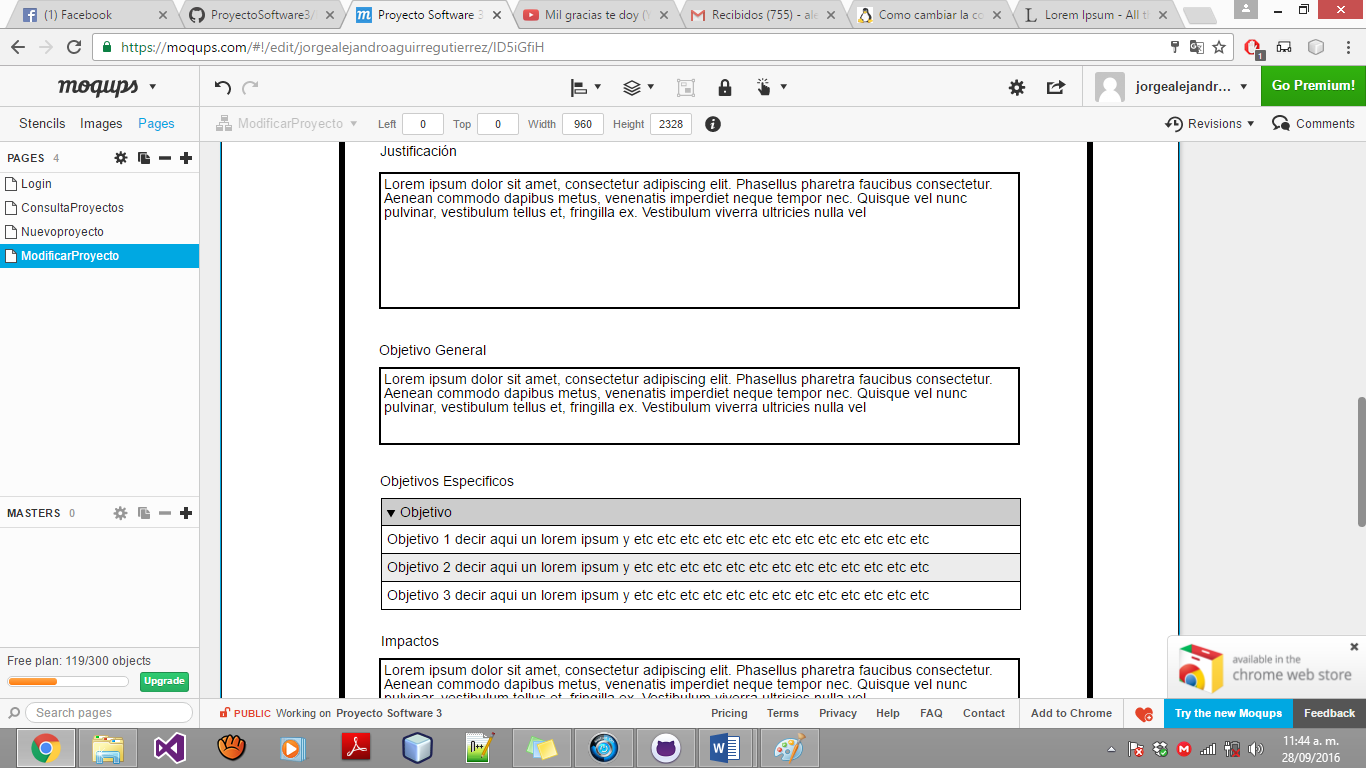 (1) Facebook
ProyectoSoftware3/
Proyecto Software 3
Mil gracias te doy (
Recibidos (755) - ale
Como cambiar la co
Lorem Ipsum - All t
https://moqups.com/#!/edit/jorgealejandroaguirregutierrez/ID5iGfiH
1
moqups
jorgealejandr...
Go Premium!
Stencils Images Pages
ModificarProyecto
Left 0 Top 0 Width 960 Height 2328
Revisions
Comments
PAGES 4
Login
ConsultaProyectos
Nuevoproyecto
ModificarProyecto
MASTERS 0
Free plan: 119/300 objects
Upgrade
Search pages
Justificación
Lorem ipsum dolor sit amet, consectetur adipiscing elit. Phasellus pharetra faucibus consectetur.
Aenean commodo dapibus metus, venenatis imperdiet neque tempor nec. Quisque vel nunc
pulvinar, vestibulum tellus et, fringilla ex. Vestibulum viverra ultricies nulla vel
Objetivo General
Lorem ipsum dolor sit amet, consectetur adipiscing elit. Phasellus pharetra faucibus consectetur.
Aenean commodo dapibus metus, venenatis imperdiet neque tempor nec. Quisque vel nunc
pulvinar, vestibulum tellus et, fringilla ex. Vestibulum viverra ultricies nulla vel
Objetivos Especificos
Objetivo
Objetivo 1 decir aqui un lorem ipsum y etc etc etc etc etc etc etc etc etc etc etc etc etc
Objetivo 2 decir aqui un lorem ipsum y etc etc etc etc etc etc etc etc etc etc etc etc etc
Objetivo 3 decir aqui un lorem ipsum y etc etc etc etc etc etc etc etc etc etc etc etc etc
Impactos
Lorem ipsum dolor sit amet, consectetur adipiscing elit. Phasellus pharetra faucibus consectetur.
Aenean commodo dapibus metus, venenatis imperdiet neque tempor nec. Quisque vel nunc
pulvinar, vestibulum tellus et, fringilla ex. Vestibulum viverra ultricies nulla vel
available in the
chrome web store
PUBLIC Working on Proyecto Software 3
Pricing Terms Privacy Help FAQ Contact
Add to Chrome
Try the new Moqups
Feedback
11:44 a. m.
28/09/2016